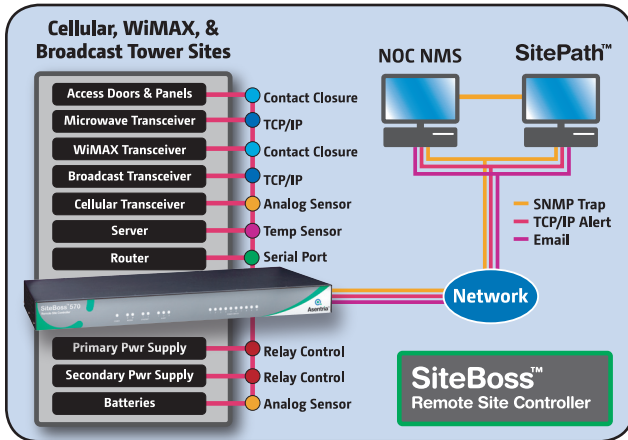 Cellular, WiMAX, &
Broadcast Tower Sites
Access Doors & Panels
Contact Closure
Microwave Transceiver
TCP/IP
WiMAX Transceiver
Contact Closure
Broadcast Transceiver
TCP/IP
Cellular Transceiver
Analog Sensor
Server
Temp Sensor
Router
Serial Port
SiteBoss 570
Remote Site Controller
Asentria
Primary Pwr Supply
Relay Control
Secondary Pwr Supply
Relay Control
Batteries
Analog Sensor
NOC NMS
SitePath™
SNMP Trap
TCP/IP Alert
Email
Network
SiteBoss™
Remote Site Controller